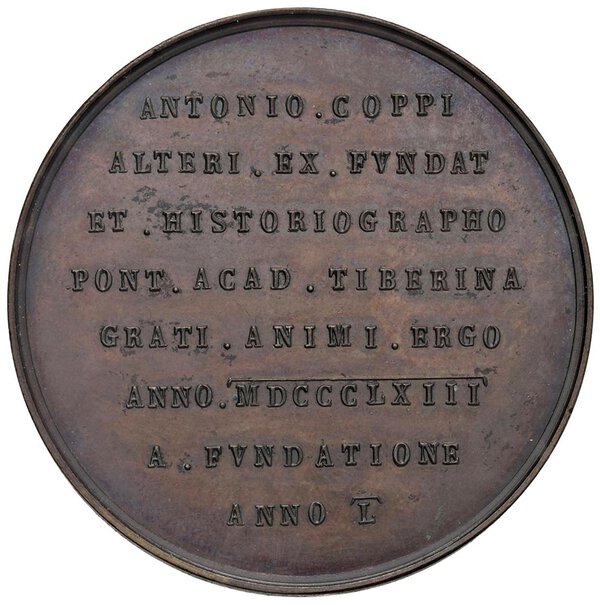 ANTONIO . COPPI
ALTERI . EX . FVNDAT
ET . HISTORIOGRAPHO
PONT . ACAD . TIBERINA
GRATI . ANIMI . ERGO
ANNO . MDCCCLXIII
A . FVNDATIONE
ANNO L